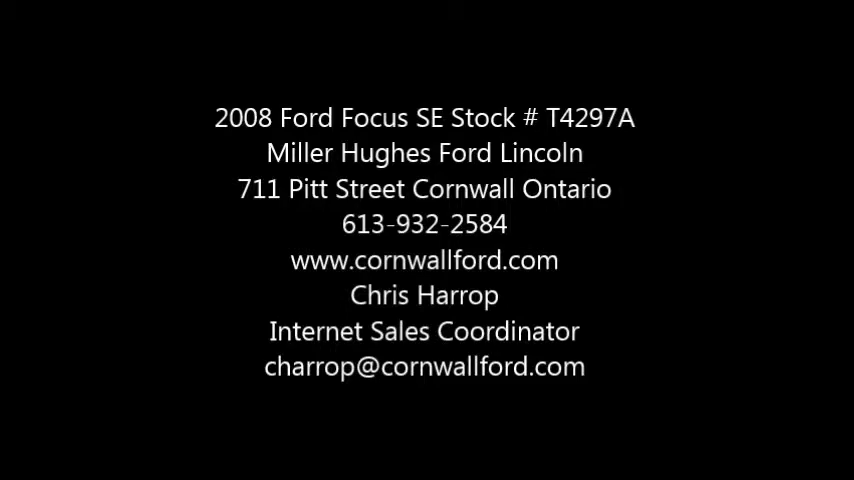 2008 Ford Focus SE Stock # T4297A
Miller Hughes Ford Lincoln
711 Pitt Street Cornwall Ontario
613-932-2584
www.cornwallford.com
Chris Harrop
Internet Sales Coordinator
charrop@cornwallford.com